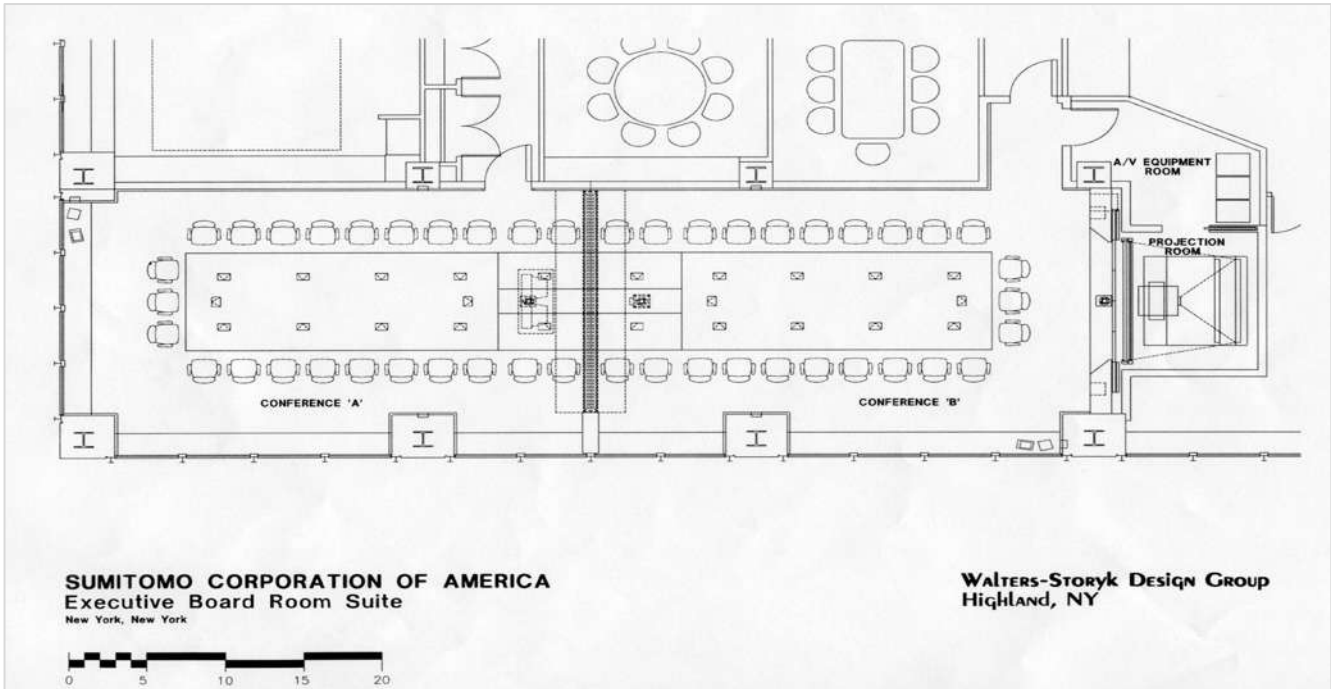 A/V EQUIPMENT
ROOM
PROJECTION
ROOM
CONFERENCE 'A'
CONFERENCE 'B'
SUMITOMO CORPORATION OF AMERICA
Executive Board Room Suite
New York, New York
Walters-Storyk Design Group
Highland, NY
0 5 10 15 20